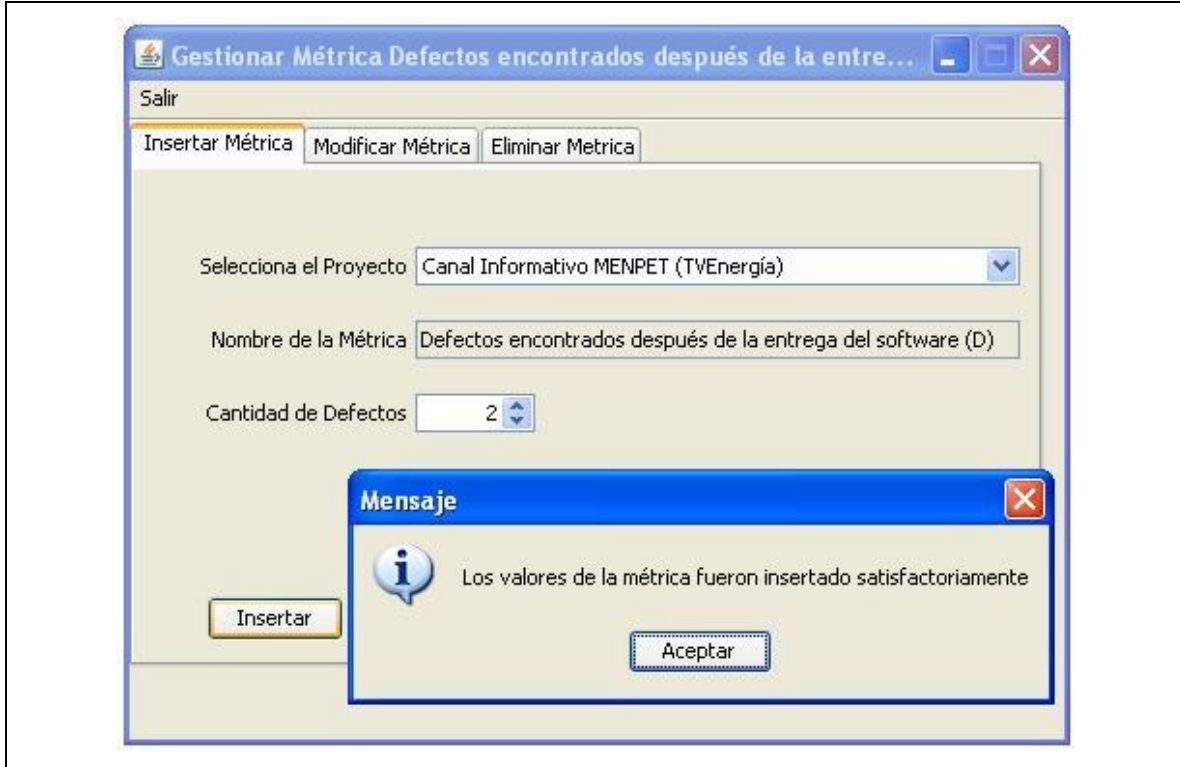 Gestionar Métrica Defectos encontrados después de la entre...
Salir
Insertar Métrica Modificar Métrica Eliminar Metrica
Selecciona el Proyecto Canal Informativo MENPET (TVEnergía)
Nombre de la Métrica Defectos encontrados después de la entrega del software (D)
Cantidad de Defectos 2
Mensaje
Los valores de la métrica fueron insertado satisfactoriamente
Insertar
Aceptar